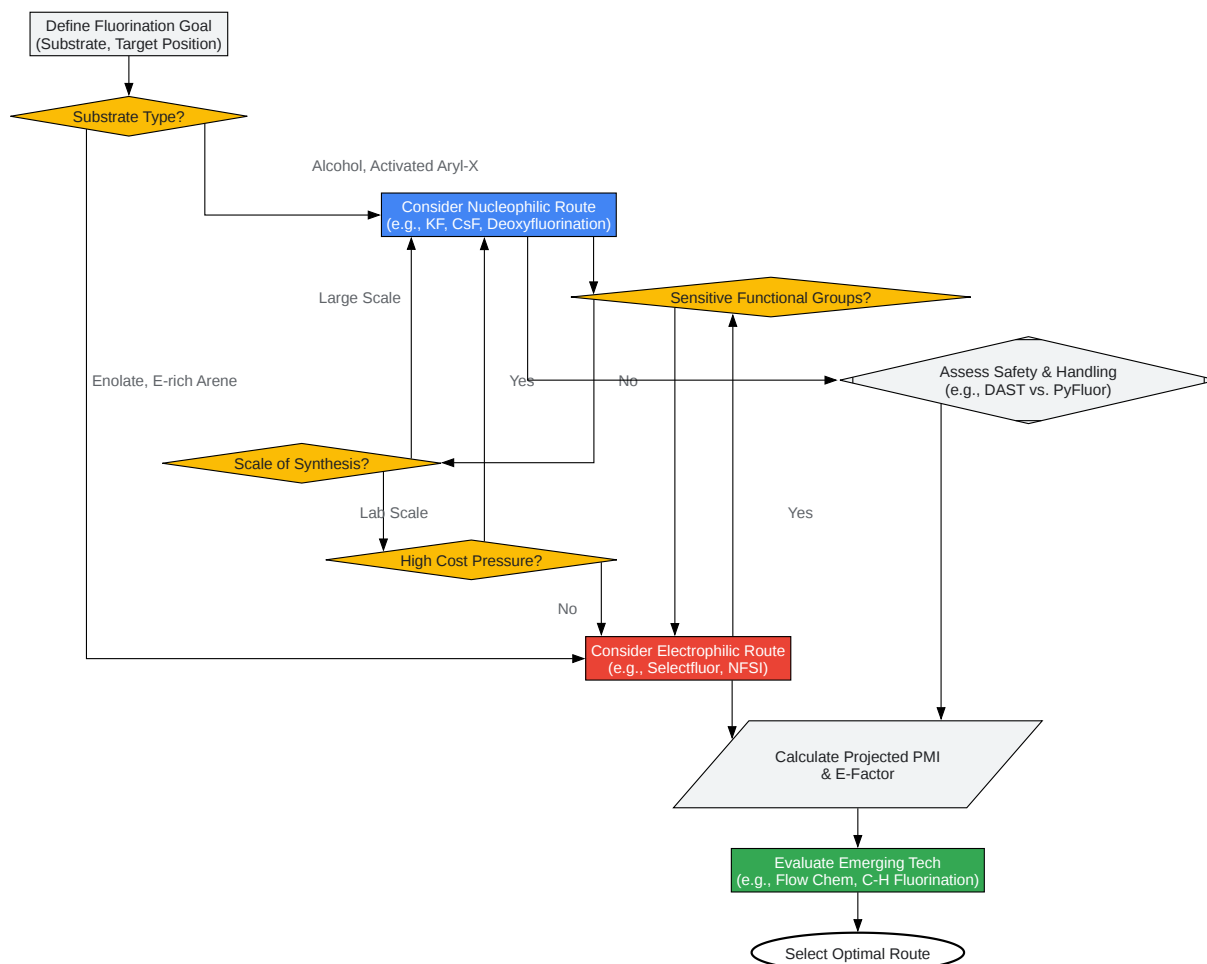 Define Fluorination Goal
(Substrate, Target Position)
Substrate Type?
Alcohol, Activated Aryl-X
Consider Nucleophilic Route
(e.g., KF, CsF, Deoxyfluorination)
Large Scale
Sensitive Functional Groups?
Enolate, E-rich Arene
Yes
No
Assess Safety & Handling
(e.g., DAST vs. PyFluor)
Scale of Synthesis?
Lab Scale
Yes
High Cost Pressure?
No
Consider Electrophilic Route
(e.g., Selectfluor, NFSI)
Calculate Projected PMI
& E-Factor
Evaluate Emerging Tech
(e.g., Flow Chem, C-H Fluorination)
Select Optimal Route